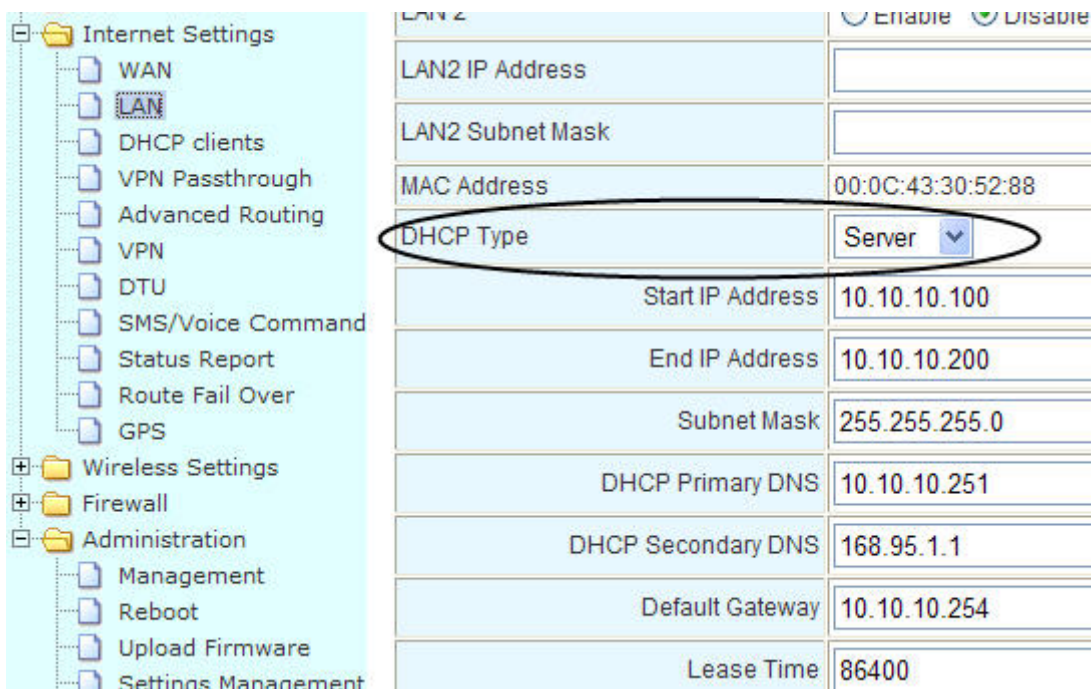 Internet Settings
WAN
LAN
DHCP clients
VPN Passthrough
Advanced Routing
VPN
DTU
SMS/Voice Command
Status Report
Route Fail Over
GPS
Wireless Settings
Firewall
Administration
Management
Reboot
Upload Firmware
Settings Management
LAN 2 Enable Disable
LAN2 IP Address
LAN2 Subnet Mask
MAC Address 00:0C:43:30:52:88
DHCP Type Server
Start IP Address 10.10.10.100
End IP Address 10.10.10.200
Subnet Mask 255.255.255.0
DHCP Primary DNS 10.10.10.251
DHCP Secondary DNS 168.95.1.1
Default Gateway 10.10.10.254
Lease Time 86400